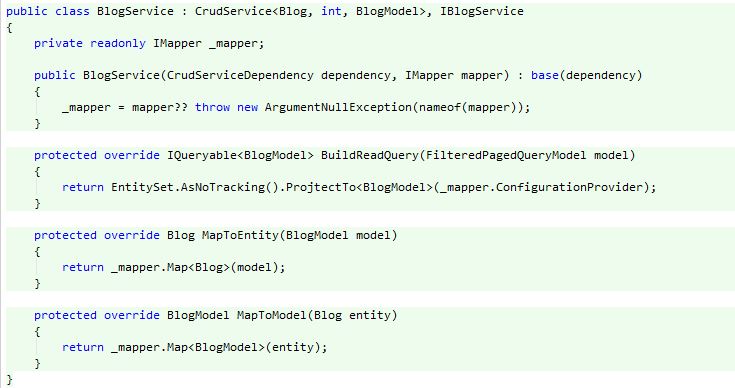 public class BlogService : CrudService<Blog, int, BlogModel>, IBlogService
{
    private readonly IMapper _mapper;

    public BlogService(CrudServiceDependency dependency, IMapper mapper) : base(dependency)
    {
        _mapper = mapper?? throw new ArgumentNullException(nameof(mapper));
    }

    protected override IQueryable<BlogModel> BuildReadQuery(FilteredPagedQueryModel model)
    {
        return EntitySet.AsNoTracking().ProjtectTo<BlogModel>(_mapper.ConfigurationProvider);
    }

    protected override Blog MapToEntity(BlogModel model)
    {
        return _mapper.Map<Blog>(model);
    }

    protected override BlogModel MapToModel(Blog entity)
    {
        return _mapper.Map<BlogModel>(entity);
    }
}